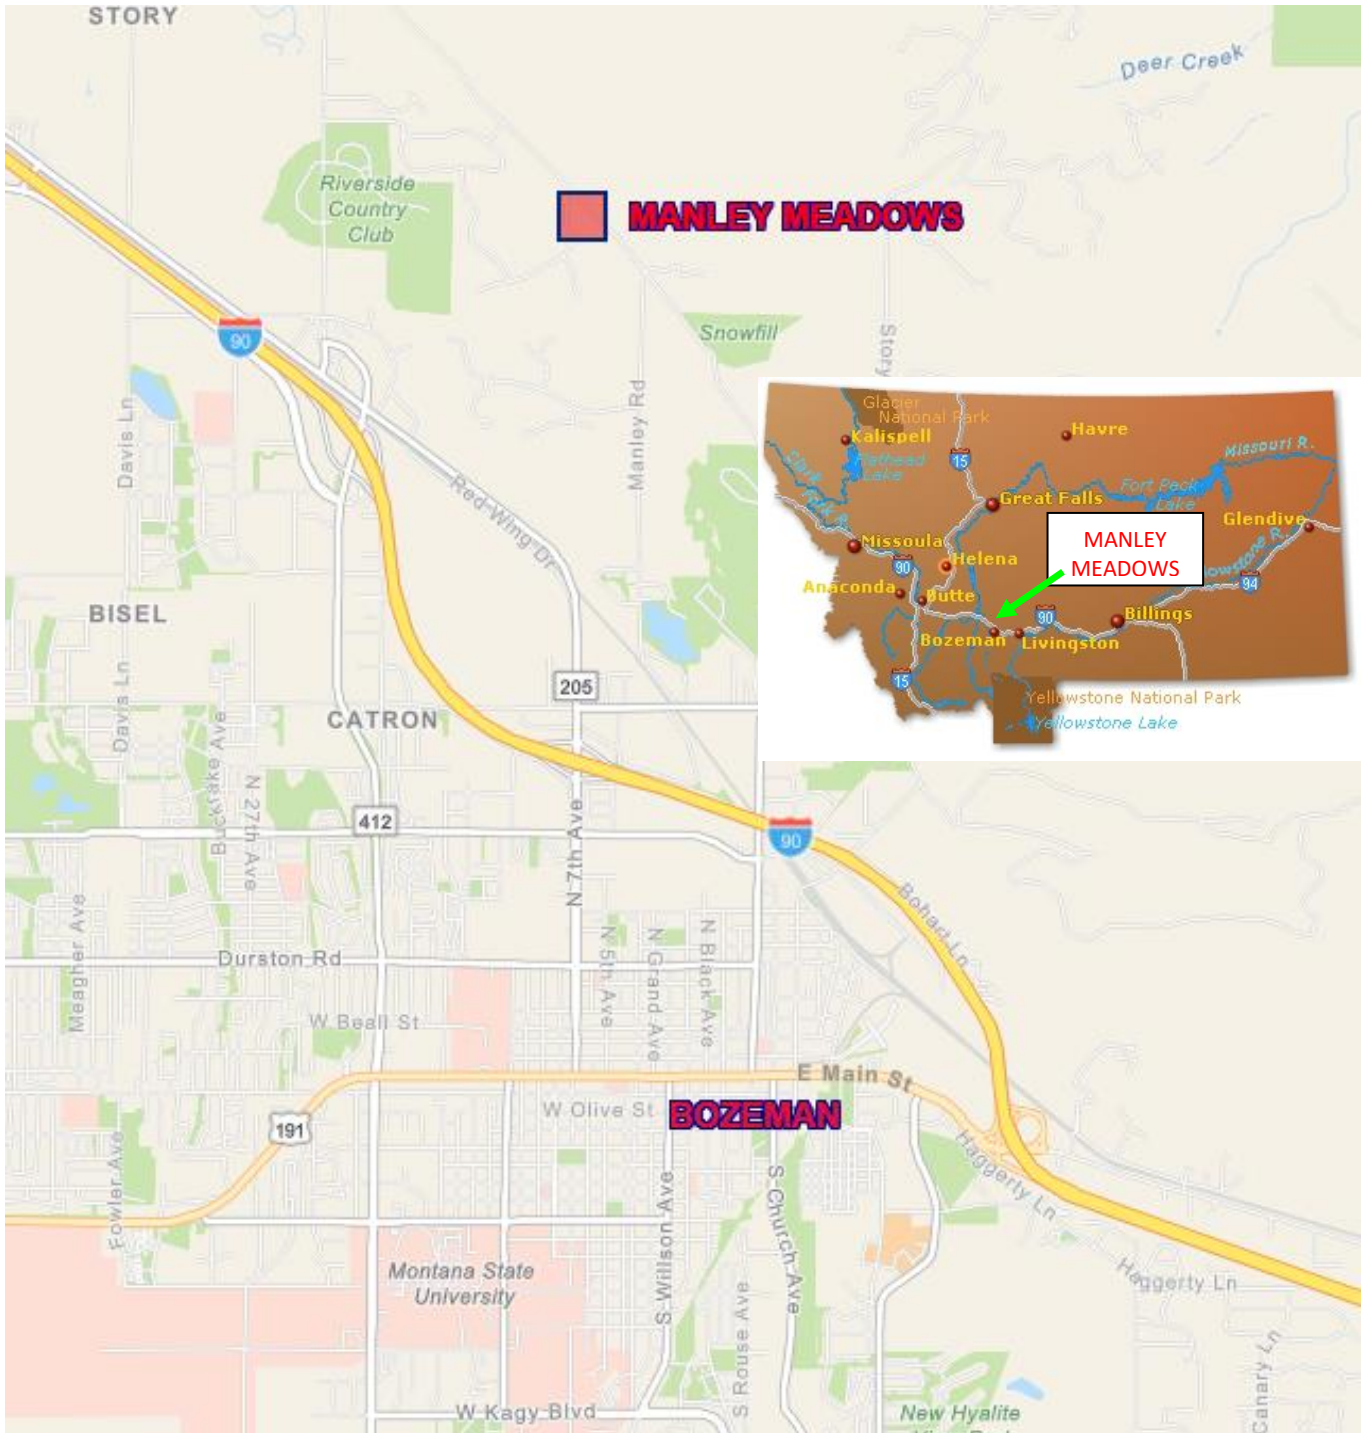 STORY
Deer Creek
Riverside
Country
Club
MANLEY MEADOWS
90
Snowfill
Story
Davis Ln
Manley Rd
Red Wing Dr
Glacier
National Park
Kalispell
Flathead
Lake
Havre
15
Missouri R.
Clark
Fork R.
Great Falls
Fort Peck
Lake
Glendive
Missoula
MANLEY
MEADOWS
Helena
90
Yellowstone R.
94
Anaconda
Butte
90
Billings
Bozeman
Livingston
15
Yellowstone National Park
Yellowstone Lake
BISEL
Davis Ln
205
CATRON
Buckrake Ave
N 27th Ave
412
N 7th Ave
90
Bohart Ln
Meagher Ave
Durston Rd
N 5th Ave
N Grand Ave
N Black Ave
W Beall St
E Main St
W Olive St
BOZEMAN
191
Haggerty Ln
Fowler Ave
S Willson Ave
S Church Ave
Montana State
University
Haggerty Ln
S Rouse Ave
W Kagy Blvd
New Hyalite
Canary Ln